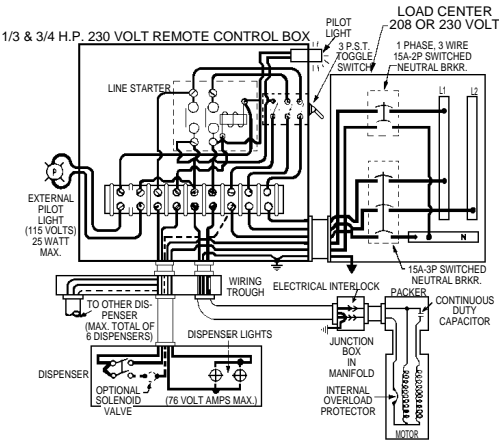 LOAD CENTER
208 OR 230 VOLT
PILOT
LIGHT
1/3 & 3/4 H.P. 230 VOLT REMOTE CONTROL BOX
3 P.S.T.
TOGGLE
SWITCH
1 PHASE, 3 WIRE
15A-2P SWITCHED
NEUTRAL BRKR.
LINE STARTER
L1
L2
P
EXTERNAL
PILOT
LIGHT
(115 VOLTS)
25 WATT
MAX.
N
15A-3P SWITCHED
NEUTRAL BRKR.
WIRING
TROUGH
ELECTRICAL INTERLOCK
PACKER
CONTINUOUS
DUTY
CAPACITOR
TO OTHER DIS-
PENSER
(MAX. TOTAL OF
6 DISPENSERS)
DISPENSER LIGHTS
JUNCTION
BOX
IN
MANIFOLD
DISPENSER
OPTIONAL
SOLENOID
VALVE
(76 VOLT AMPS MAX.)
INTERNAL
OVERLOAD
PROTECTOR
MOTOR